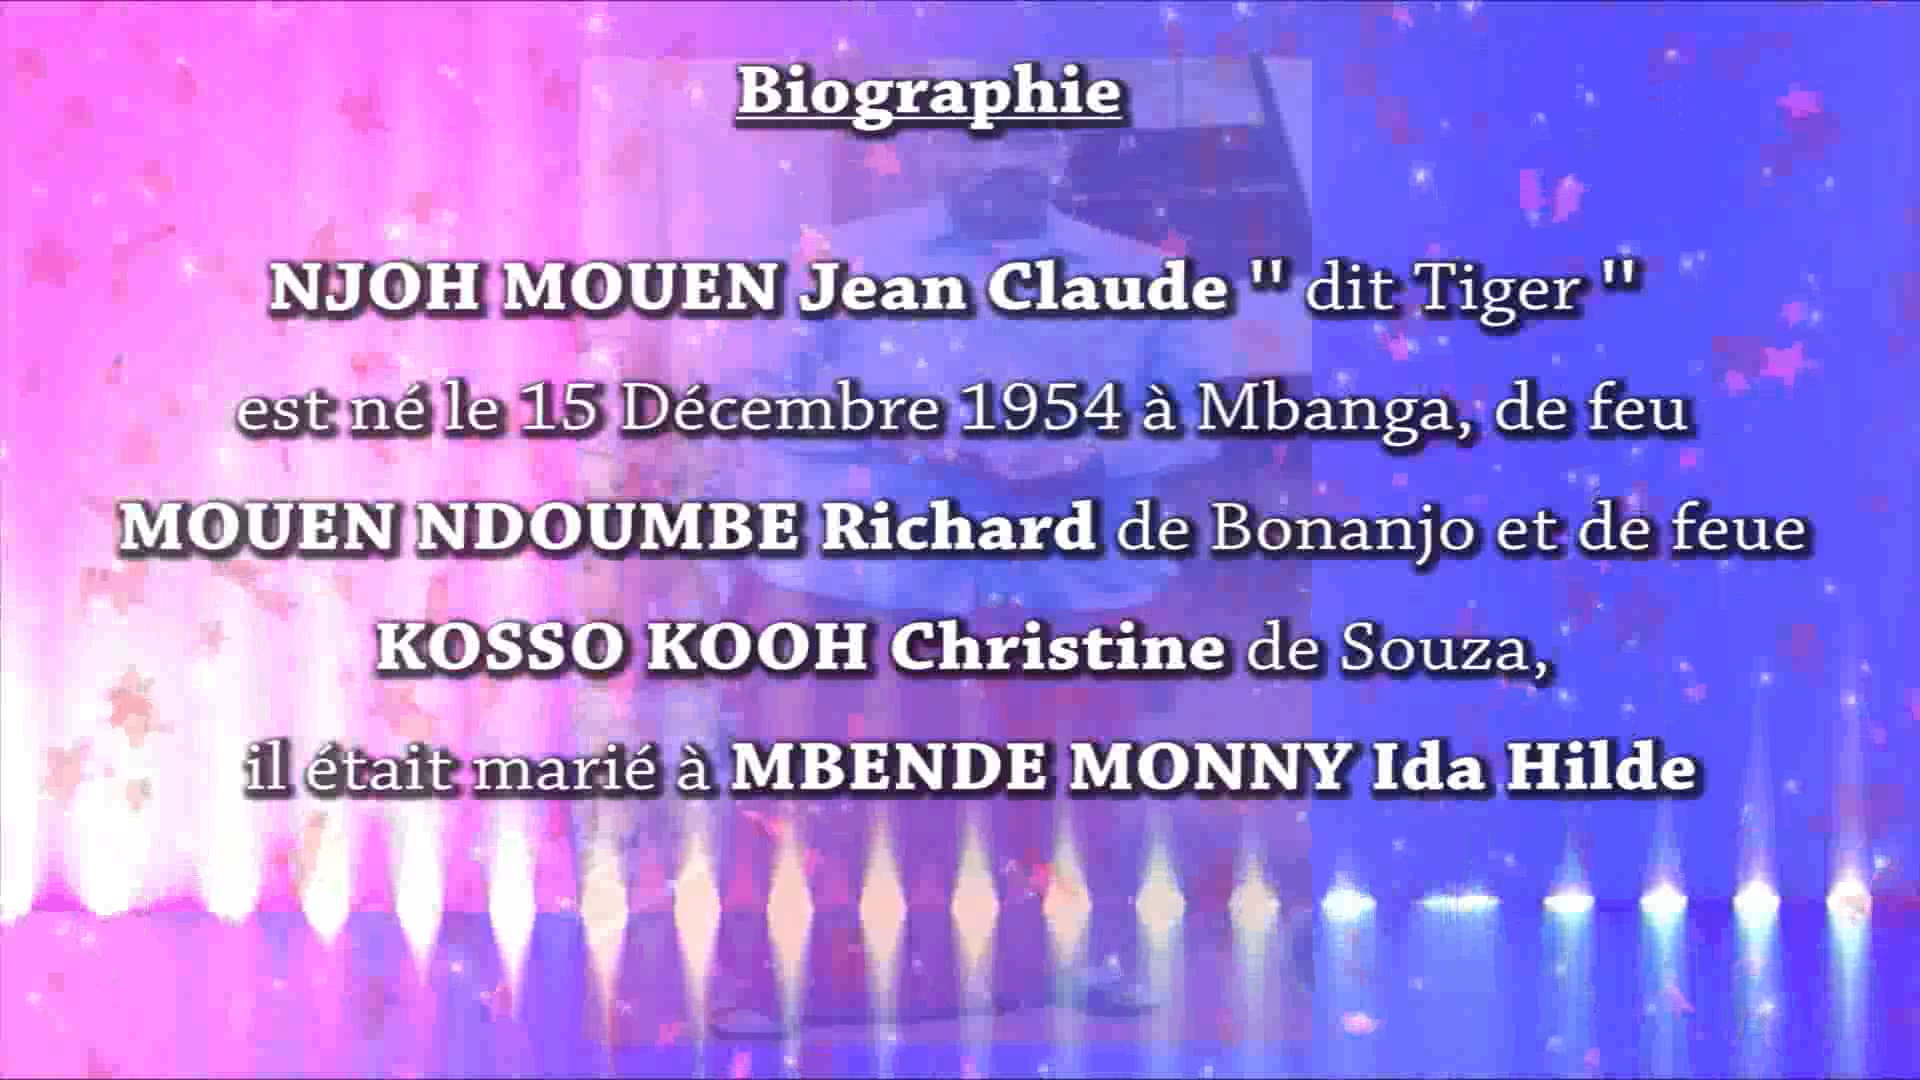 Biographie
NJOH MOUEN Jean Claude " dit Tiger "
est né le 15 Décembre 1954 à Mbanga, de feu
MOUEN NDOUMBE Richard de Bonanjo et de feue
KOSSO KOOH Christine de Souza,
il était marié à MBENDE MONNY Ida Hilde